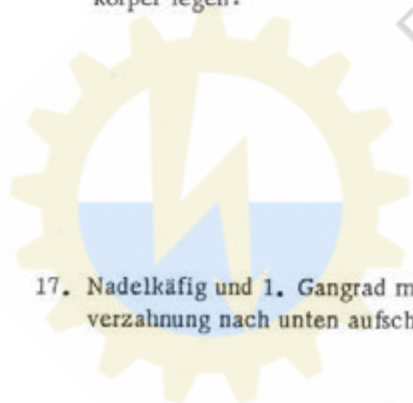 körper legen.
17. Nadelkäfig und 1. Gangrad m
verzahnung nach unten aufsch